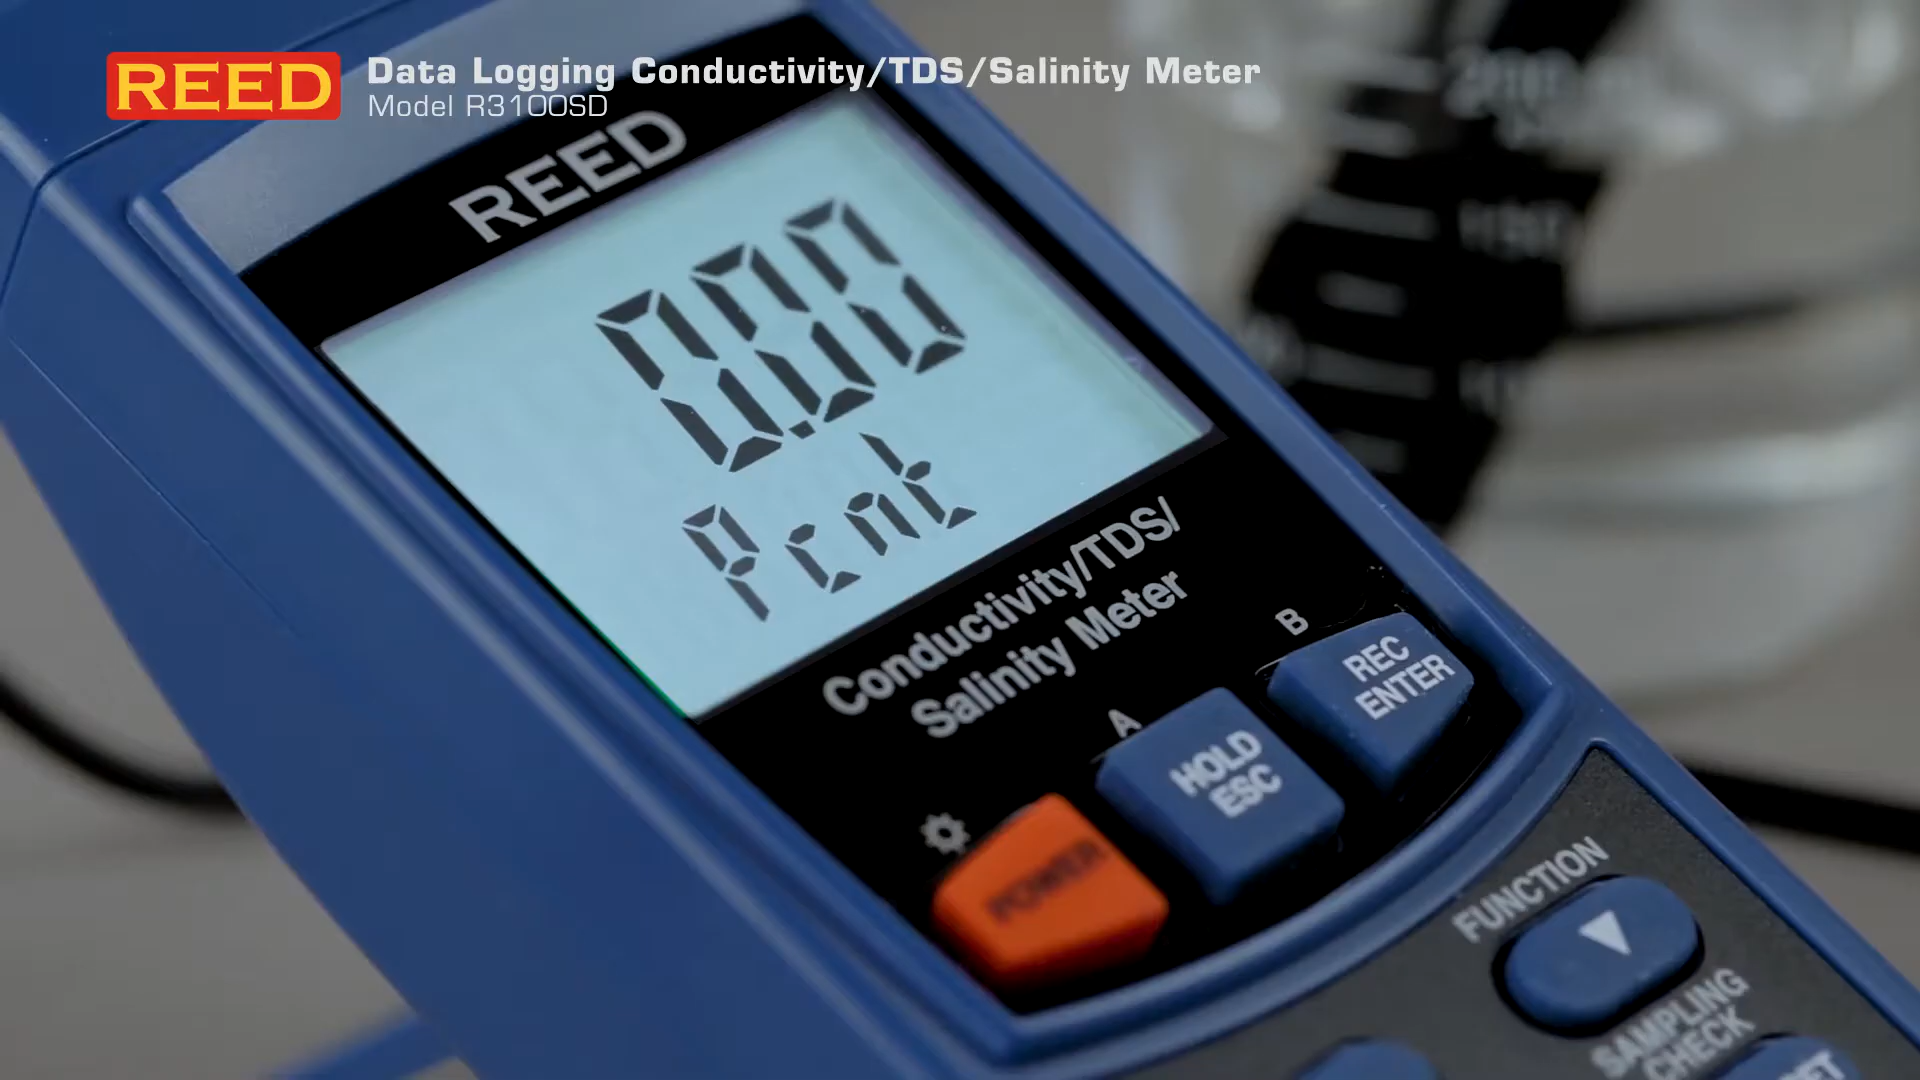 REED
Data Logging Conductivity/TDS/Salinity Meter
Model R3100SD
REED
0.00
Pcnt
Conductivity/TDS/
Salinity Meter
A
B
POWER
HOLD
ESC
REC
ENTER
FUNCTION
SAMPLING
CHECK